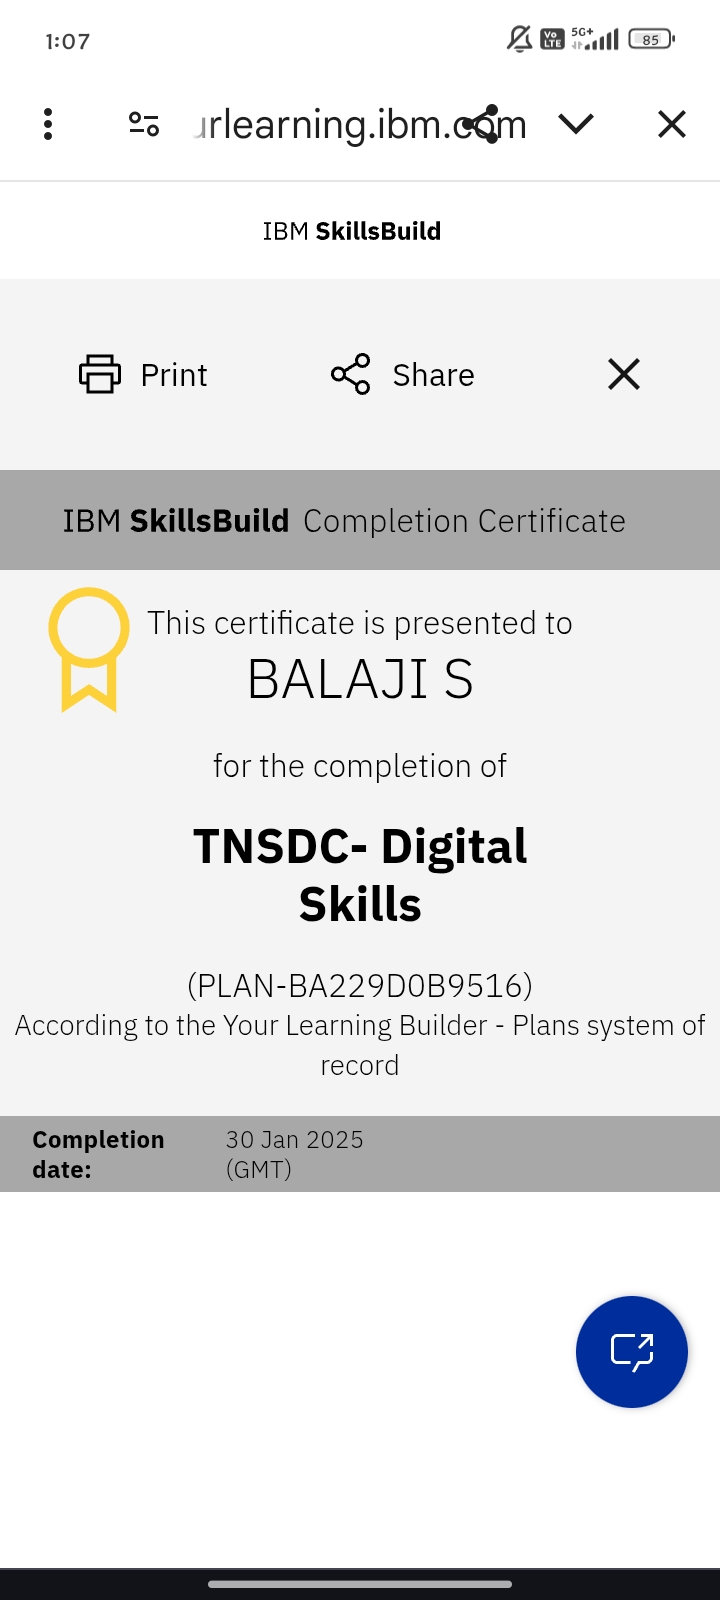 1:07
Vo LTE 5G+ 85
urlearning.ibm.com
IBM SkillsBuild
Print Share
IBM SkillsBuild Completion Certificate
This certificate is presented to
BALAJI S
for the completion of
TNSDC- Digital
Skills
(PLAN-BA229D0B9516)
According to the Your Learning Builder - Plans system of
record
Completion date: 30 Jan 2025 (GMT)